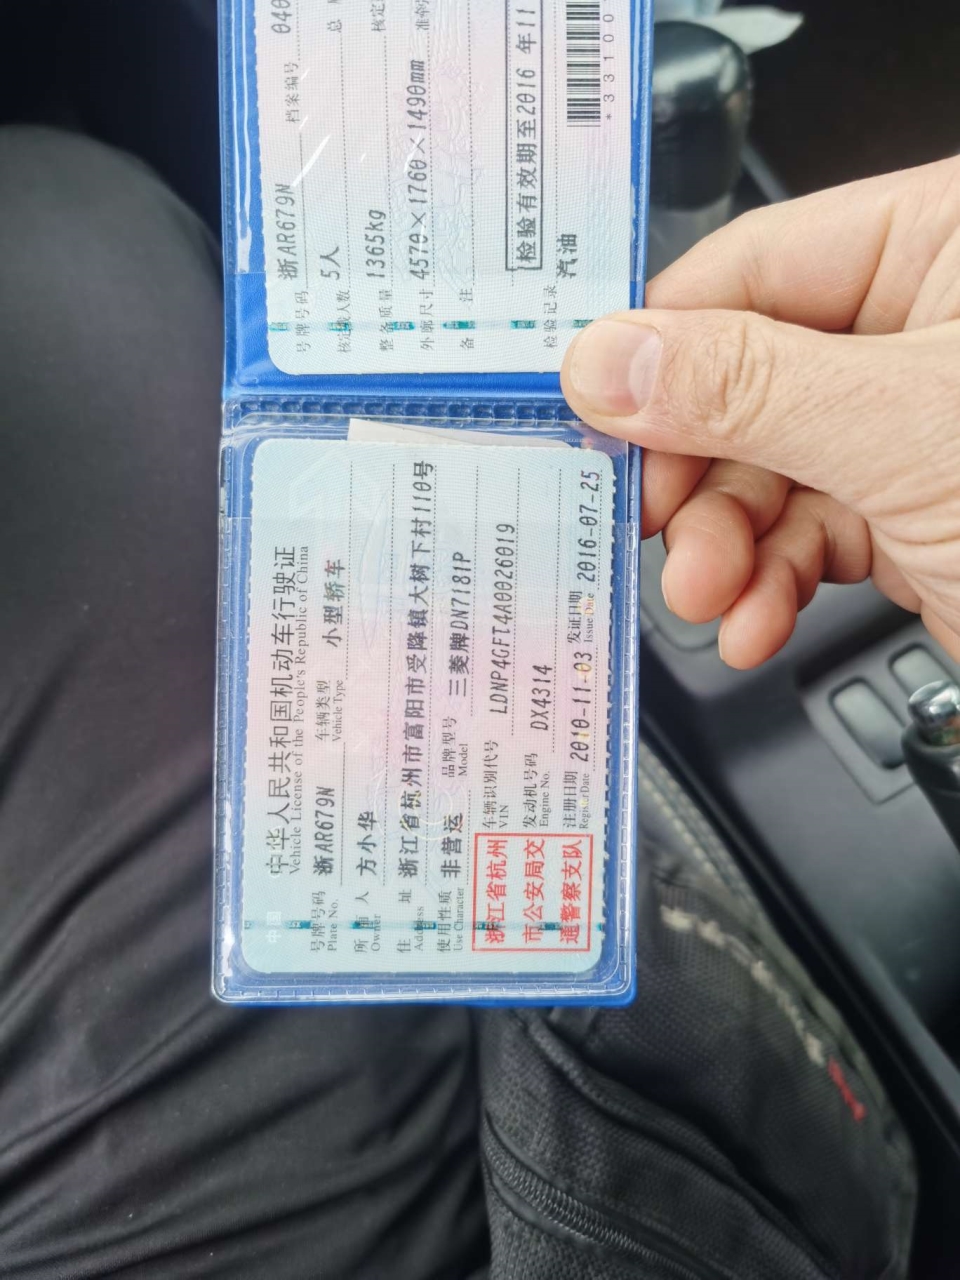 中华人民共和国机动车行驶证
Vehicle License of the People's Republic of China
号牌号码 浙AR679N 车辆类型 小型轿车
Plate No. Vehicle Type
所有人 方小华
Owner
住址 浙江省杭州市富阳市受降镇大树下村110号
Address
使用性质 非营运 品牌型号 三菱牌DN7181P
Use Character Model
浙江省杭州
市公安局交
通警察支队
车辆识别代号 LDNP4GFT4A0026019
VIN
发动机号码 DX4314
Engine No.
注册日期 2010-11-03 发证日期 2016-07-25
Register Date Issue Date
号牌号码 浙AR679N 档案编号 040
核定载人数 5人 总
整备质量 1365kg 核定
外廓尺寸 4570×1760×1490mm 准牵
备注
检验有效期至2016 年11
检验记录 汽油
*33100